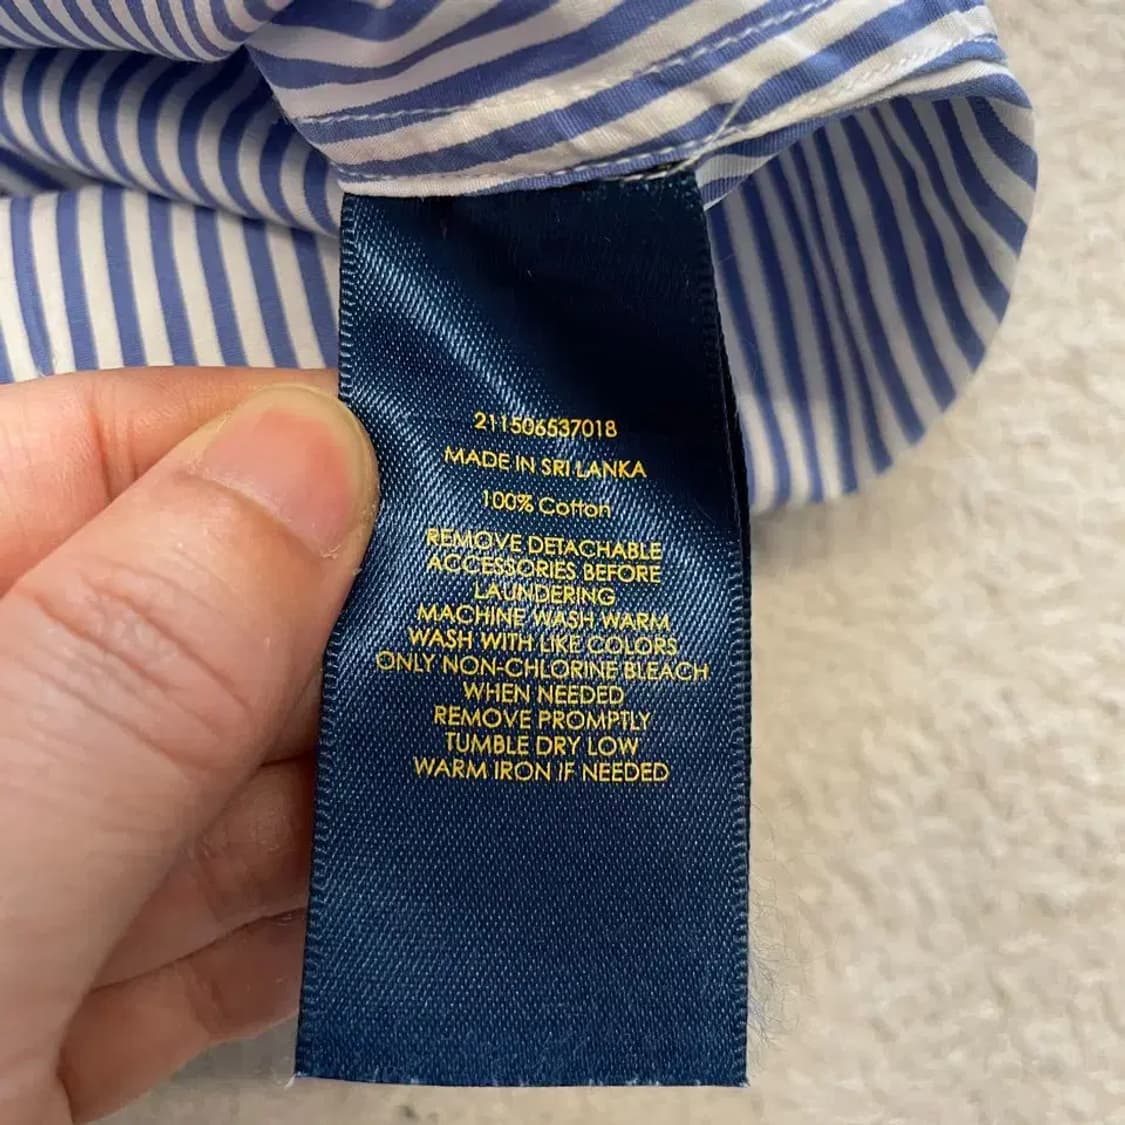 211506537018
MADE IN SRI LANKA
100% Cotton
REMOVE DETACHABLE
ACCESSORIES BEFORE
LAUNDERING
MACHINE WASH WARM
WASH WITH LIKE COLORS
ONLY NON-CHLORINE BLEACH
WHEN NEEDED
REMOVE PROMPTLY
TUMBLE DRY LOW
WARM IRON IF NEEDED